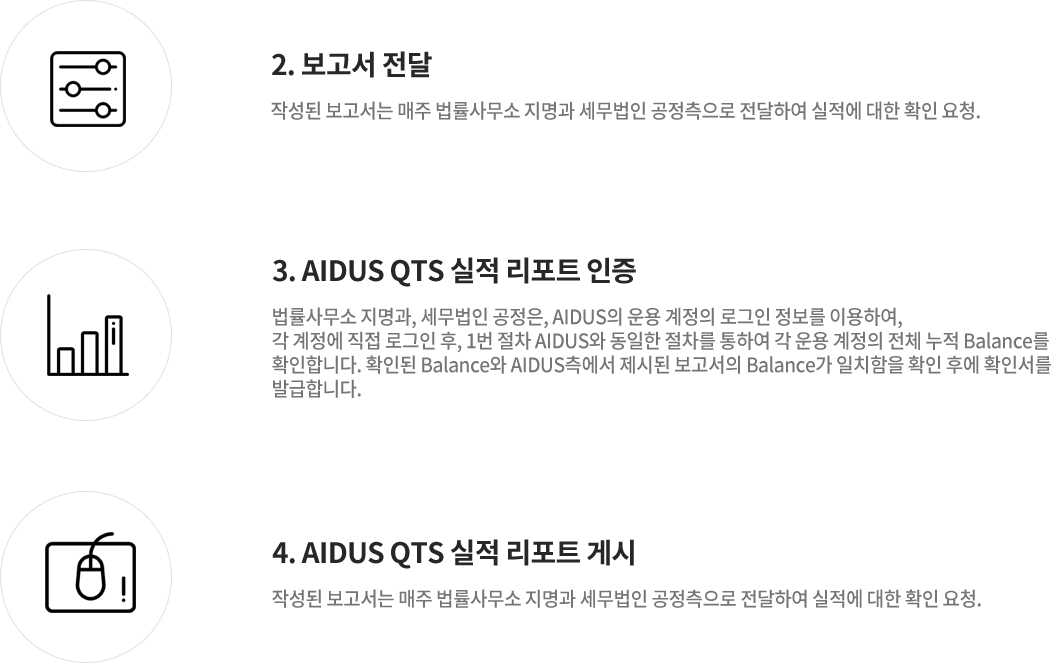 2. 보고서 전달
작성된 보고서는 매주 법률사무소 지명과 세무법인 공정측으로 전달하여 실적에 대한 확인 요청.
3. AIDUS QTS 실적 리포트 인증
법률사무소 지명과, 세무법인 공정은, AIDUS의 운용 계정의 로그인 정보를 이용하여,
각 계정에 직접 로그인 후, 1번 절차 AIDUS와 동일한 절차를 통하여 각 운용 계정의 전체 누적 Balance를
확인합니다. 확인된 Balance와 AIDUS측에서 제시된 보고서의 Balance가 일치함을 확인 후에 확인서를
발급합니다.
4. AIDUS QTS 실적 리포트 게시
작성된 보고서는 매주 법률사무소 지명과 세무법인 공정측으로 전달하여 실적에 대한 확인 요청.